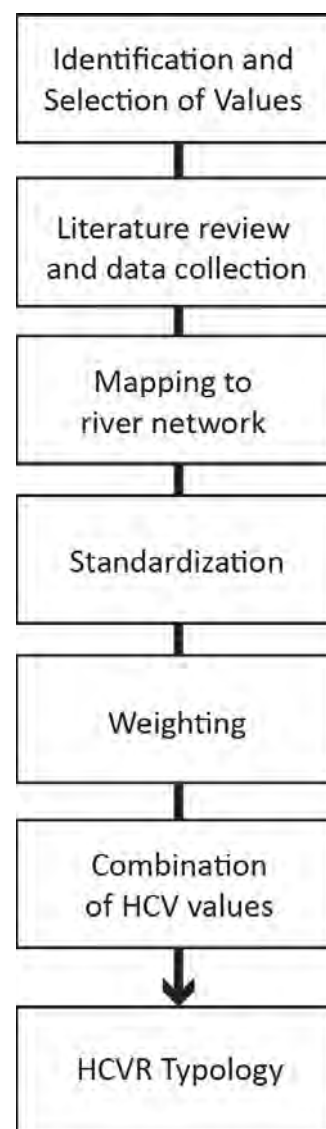 Identification and
Selection of Values
Literature review
and data collection
Mapping to
river network
Standardization
Weighting
Combination
of HCV values
HCVR Typology